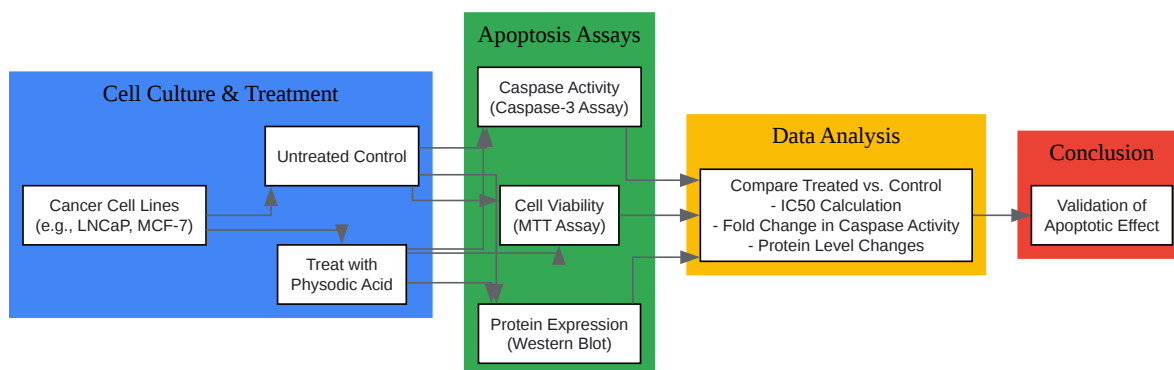 Cell Culture & Treatment
Cancer Cell Lines
(e.g., LNCaP, MCF-7)
Untreated Control
Treat with
Physodic Acid
Apoptosis Assays
Caspase Activity
(Caspase-3 Assay)
Cell Viability
(MTT Assay)
Protein Expression
(Western Blot)
Data Analysis
Compare Treated vs. Control
- IC50 Calculation
- Fold Change in Caspase Activity
- Protein Level Changes
Conclusion
Validation of
Apoptotic Effect